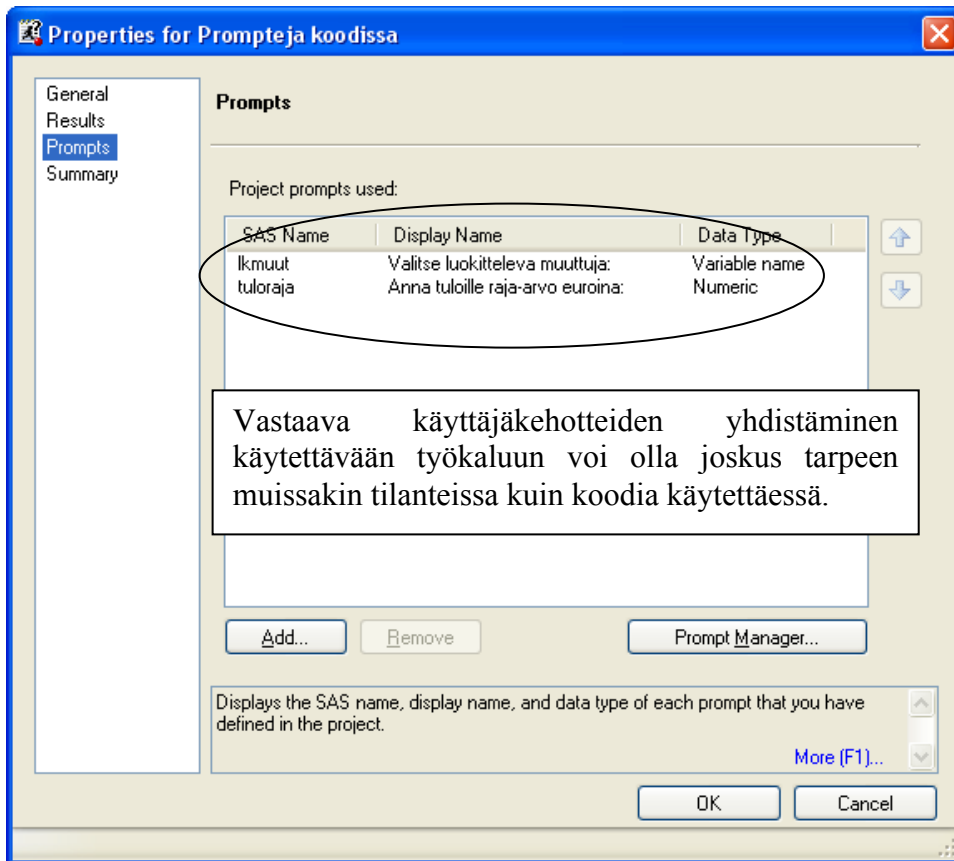 Properties for Prompteja koodissa
General
Results
Prompts
Summary
Prompts
Project prompts used:
SAS Name Display Name Data Type
lkmuut Valitse luokitteleva muuttuja: Variable name
tuloraja Anna tuloille raja-arvo euroina: Numeric
Vastaava käyttäjäkehotteiden yhdistäminen
käytettävään työkaluun voi olla joskus tarpeen
muissakin tilanteissa kuin koodia käytettäessä.
Add... Remove Prompt Manager...
Displays the SAS name, display name, and data type of each prompt that you have
defined in the project.
More (F1)...
OK Cancel